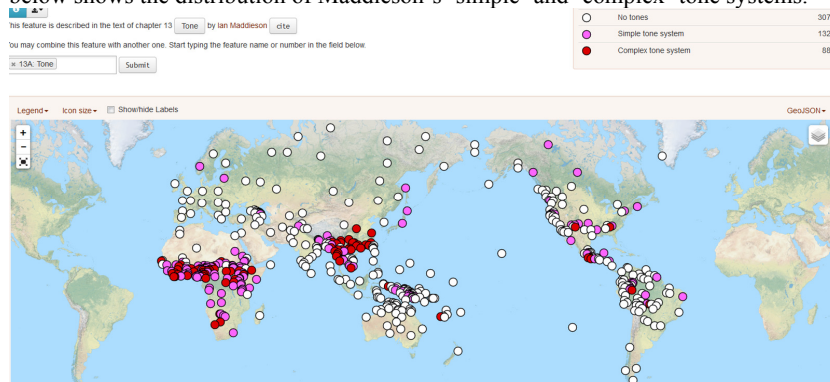 below shows the distribution of Maddieson's 'simple' and 'complex' tone systems.
This feature is described in the text of chapter 13 Tone by Ian Maddieson cite
You may combine this feature with another one. Start typing the feature name or number in the field below.
× 13A: Tone Submit
No tones 307
Simple tone system 132
Complex tone system 88
Legend Icon size Show/hide Labels GeoJSON
+
−